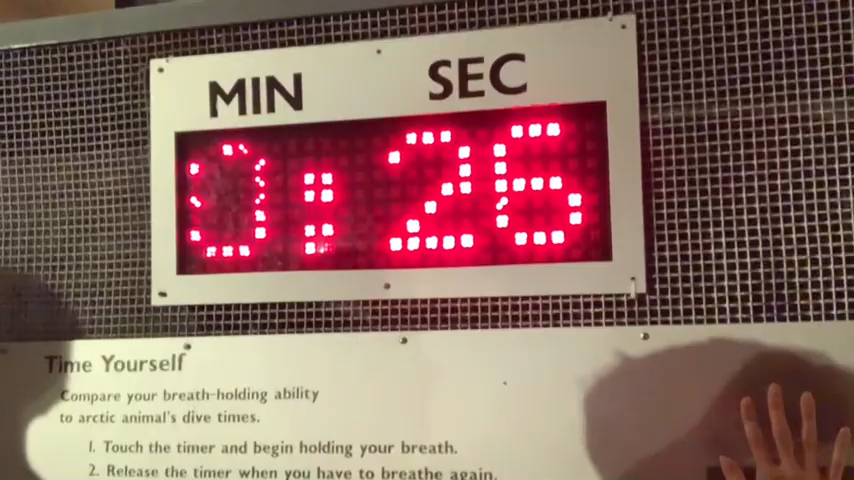 MIN SEC
0:26
Time Yourself
Compare your breath-holding ability
to arctic animal's dive times.
1. Touch the timer and begin holding your breath.
2. Release the timer when you have to breathe again.